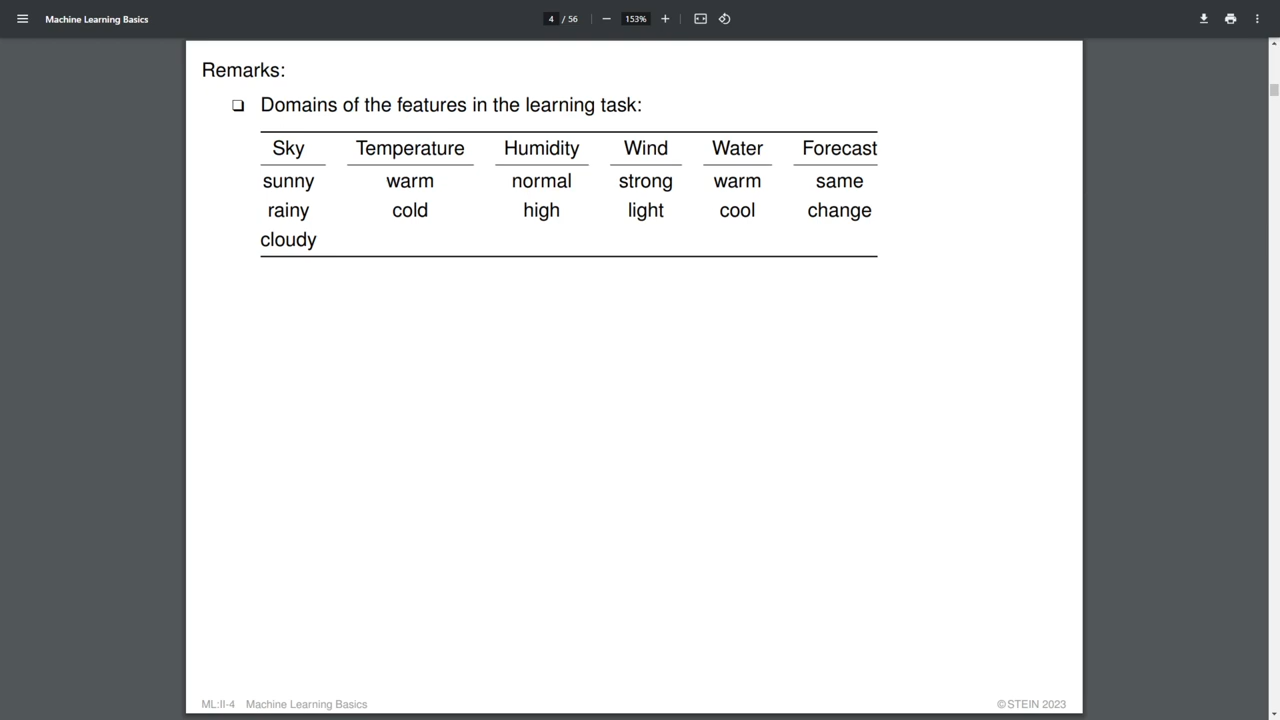 Machine Learning Basics
4 / 56
153%
Remarks:
❑ Domains of the features in the learning task:
Sky Temperature Humidity Wind Water Forecast
sunny warm normal strong warm same
rainy cold high light cool change
cloudy
ML:II-4 Machine Learning Basics
©STEIN 2023